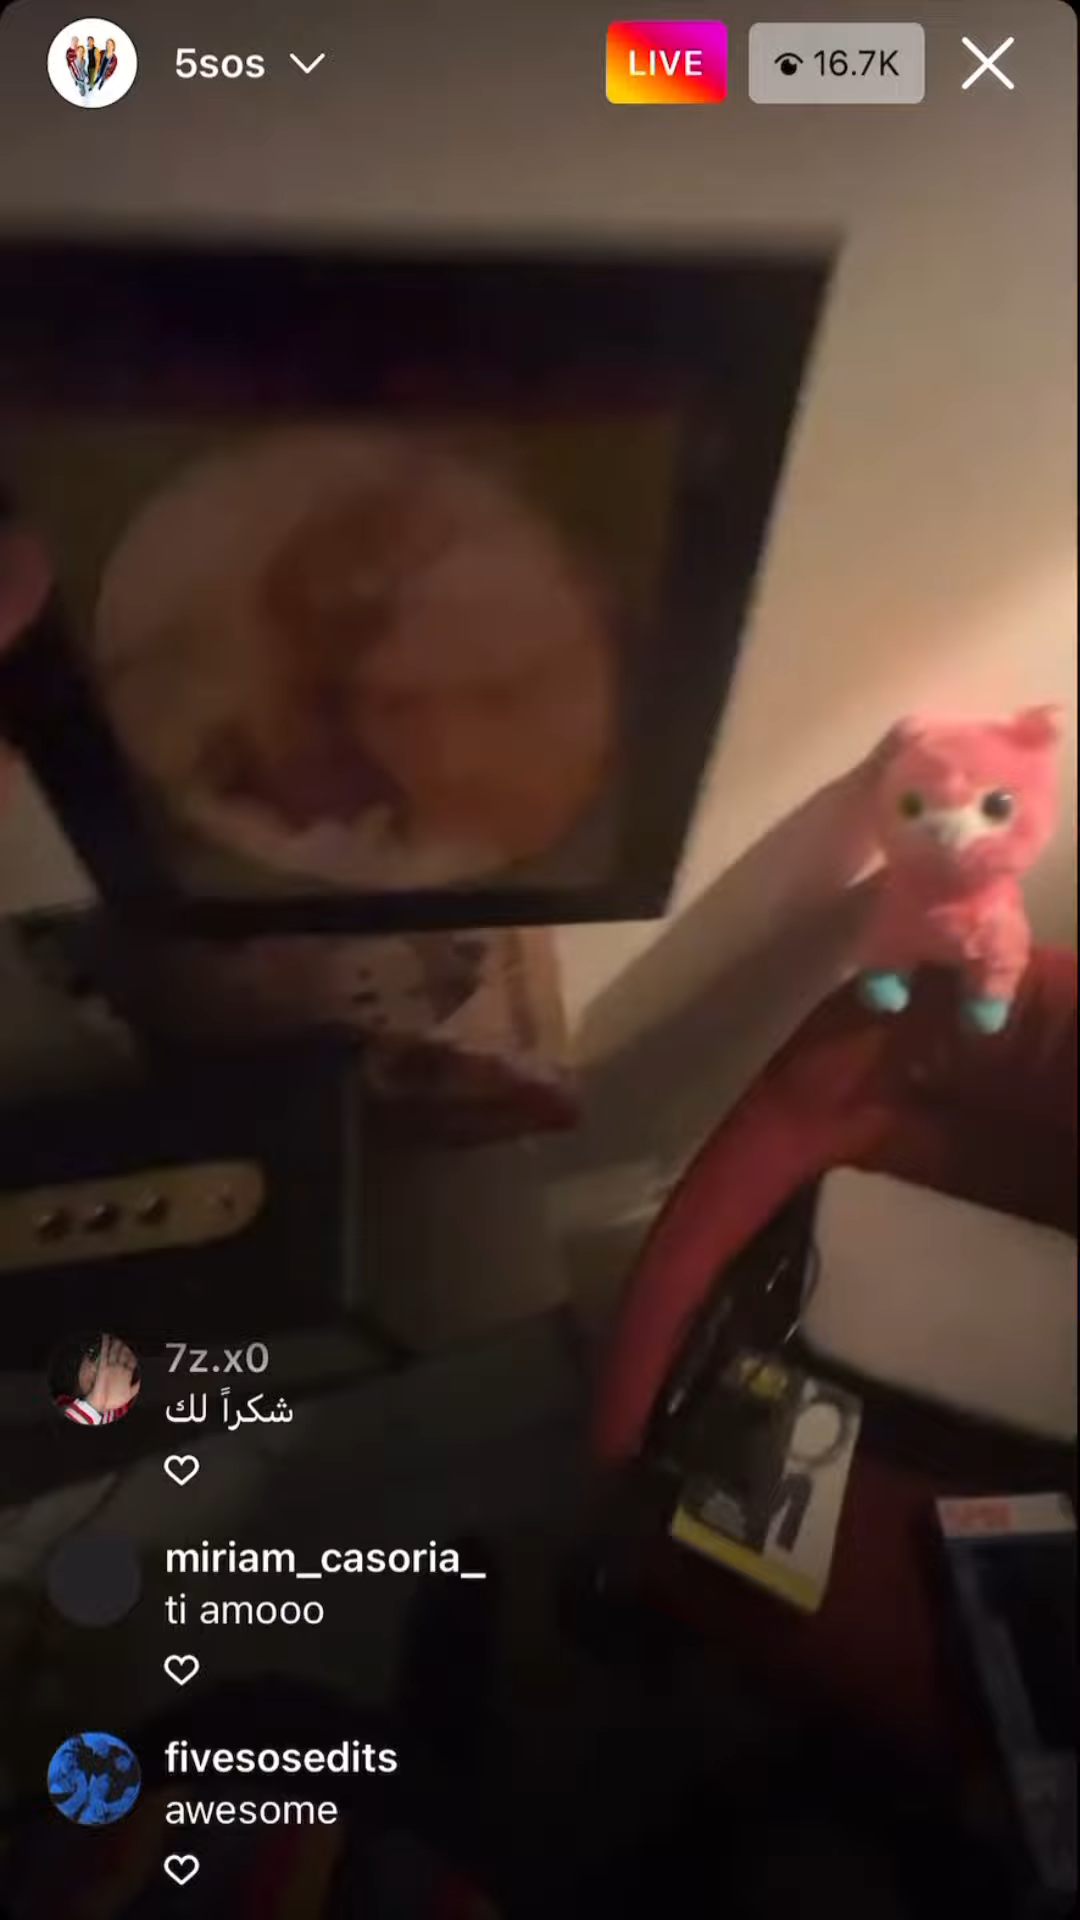 5sos
LIVE
16.7K
7z.x0
شكراً لك
miriam_casoria_
ti amooo
fivesosedits
awesome